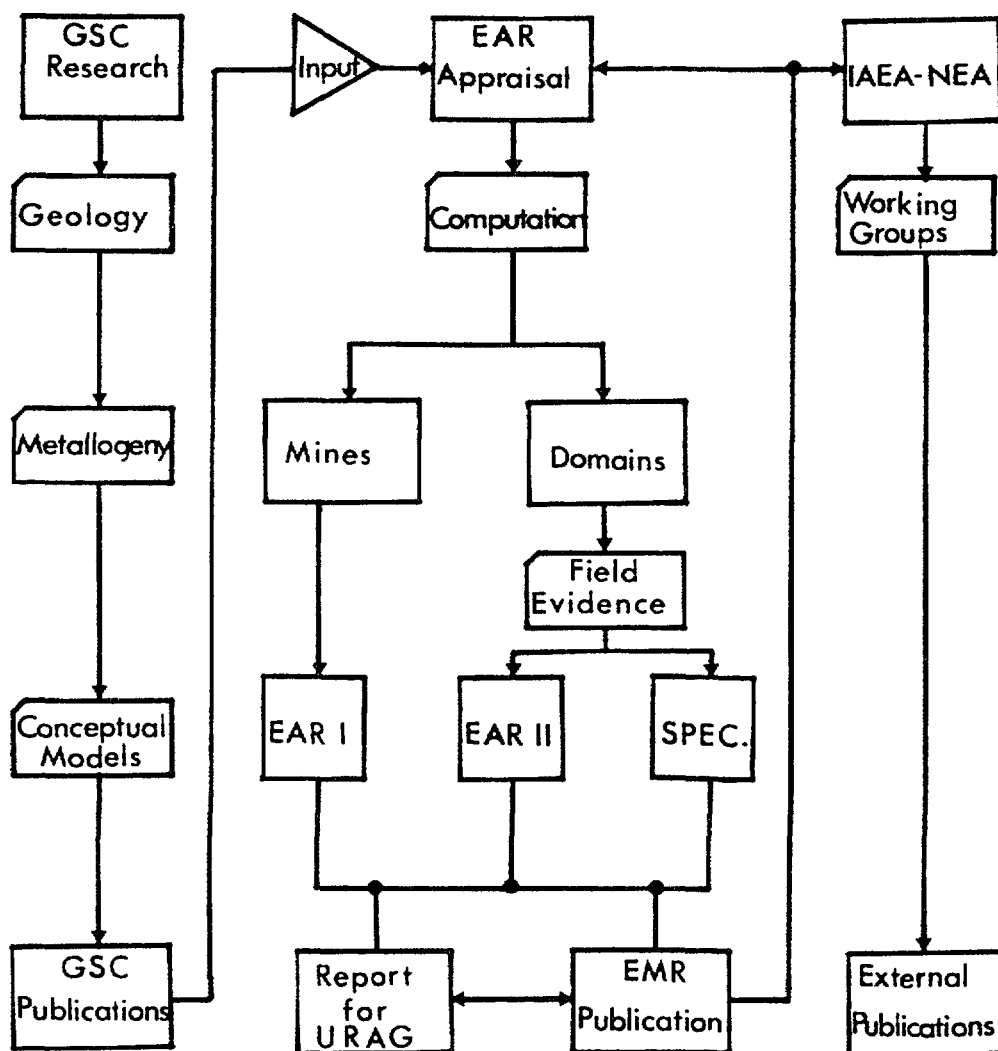 GSC
Research
Input
EAR
Appraisal
IAEA-NEA
Geology
Computation
Working
Groups
Metallogeny
Mines
Domains
Field
Evidence
Conceptual
Models
EAR I
EAR II
SPEC.
GSC
Publications
Report
for
URAG
EMR
Publication
External
Publications